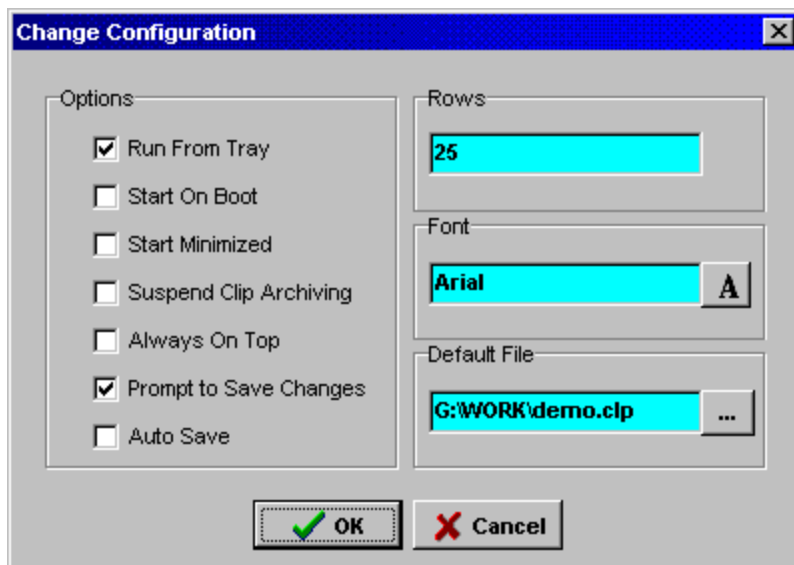 Change Configuration
Options
Run From Tray
Start On Boot
Start Minimized
Suspend Clip Archiving
Always On Top
Prompt to Save Changes
Auto Save
Rows
25
Font
Arial
A
Default File
G:\WORK\demo.clp
...
OK
Cancel